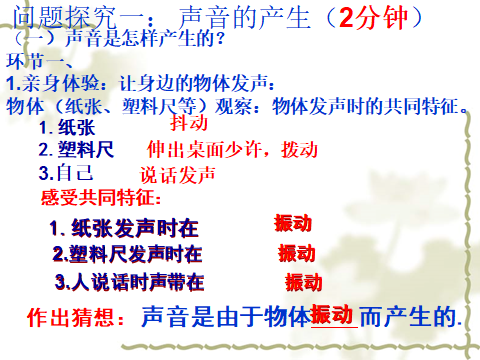 问题探究一：声音的产生（2分钟）
（一）声音是怎样产生的？
环节一、
1.亲身体验：让身边的物体发声：
物体（纸张、塑料尺等）观察：物体发声时的共同特征。
1.纸张 抖动
2.塑料尺 伸出桌面少许，拨动
3.自己 说话发声
感受共同特征：
1.纸张发声时在 振动
2.塑料尺发声时在 振动
3.人说话时声带在 振动
作出猜想：声音是由于物体振动而产生的.